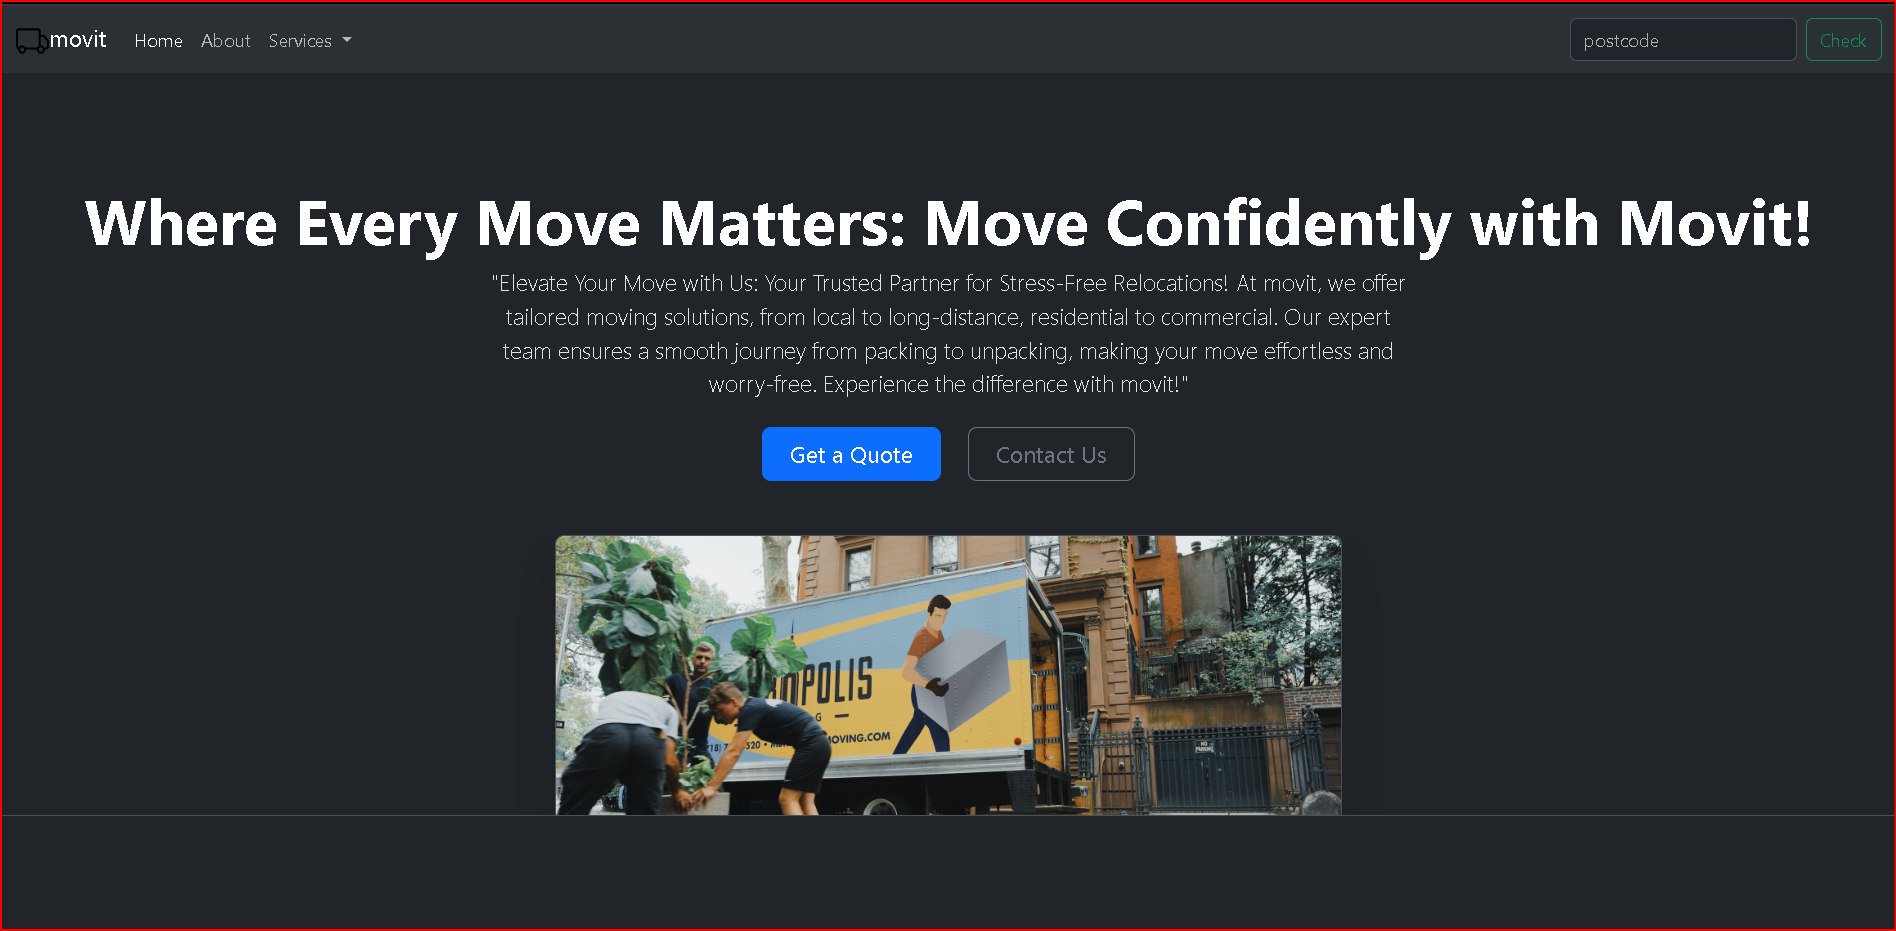 movit Home About Services postcode Check
Where Every Move Matters: Move Confidently with Movit!
"Elevate Your Move with Us: Your Trusted Partner for Stress-Free Relocations! At movit, we offer
tailored moving solutions, from local to long-distance, residential to commercial. Our expert
team ensures a smooth journey from packing to unpacking, making your move effortless and
worry-free. Experience the difference with movit!"
Get a Quote Contact Us
POLIS
MOVING.COM
NO
PARKING